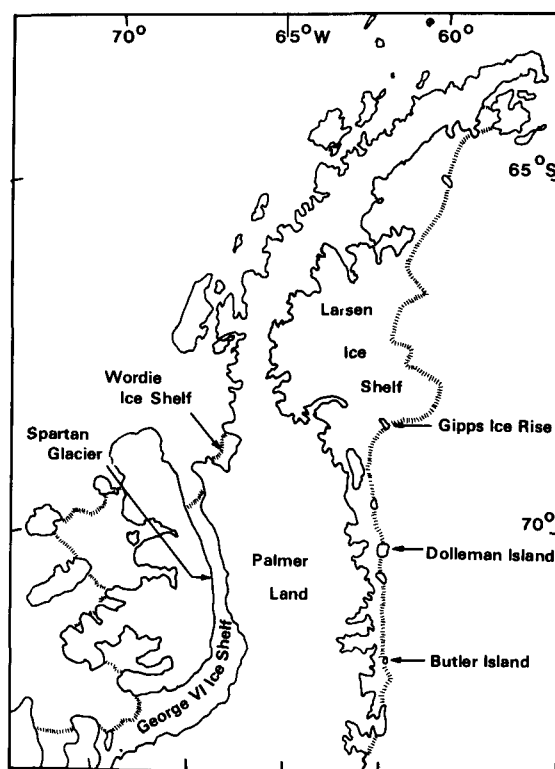 70° 65°W 60°
65°S
Larsen
Ice
Shelf
Wordie
Ice Shelf
Gipps Ice Rise
Spartan
Glacier
70°
Dolleman Island
Palmer
Land
Butler Island
George VI Ice Shelf